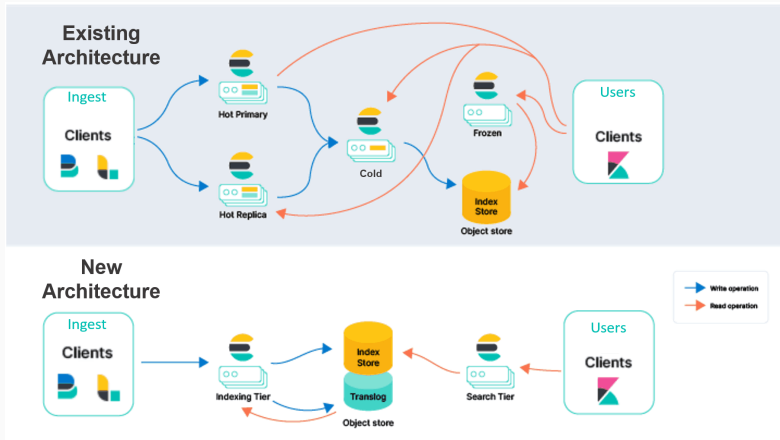 Existing
Architecture
Ingest
Clients
Hot Primary
Hot Replica
Cold
Frozen
Index
Store
Object store
Users
Clients
New
Architecture
Ingest
Clients
Indexing Tier
Index
Store
Translog
Object store
Search Tier
Users
Clients
Write operation
Read operation